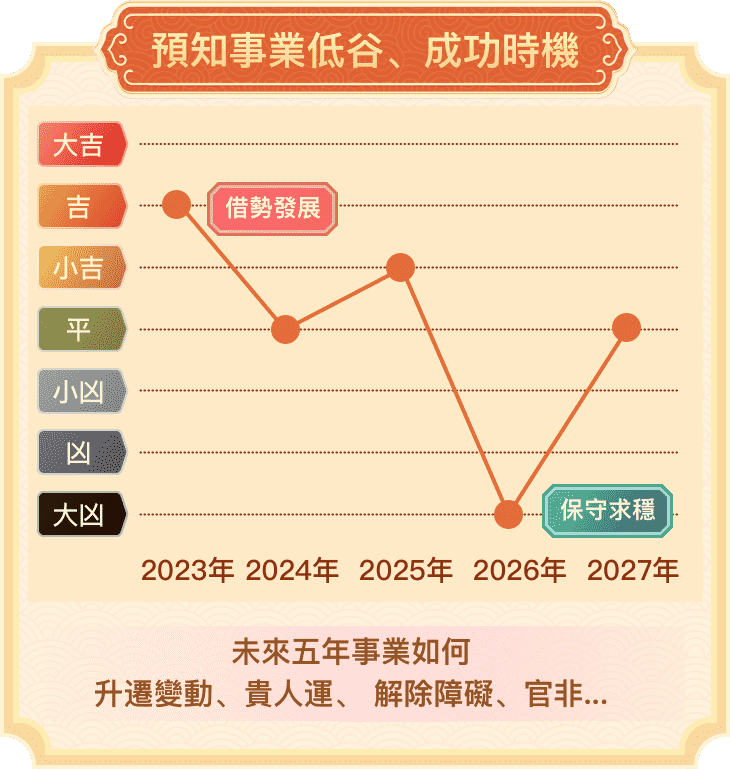 預知事業低谷、成功時機
大吉
吉
借勢發展
小吉
平
小凶
凶
大凶
保守求穩
2023年 2024年 2025年 2026年 2027年
未來五年事業如何
升遷變動、貴人運、 解除障礙、官非...